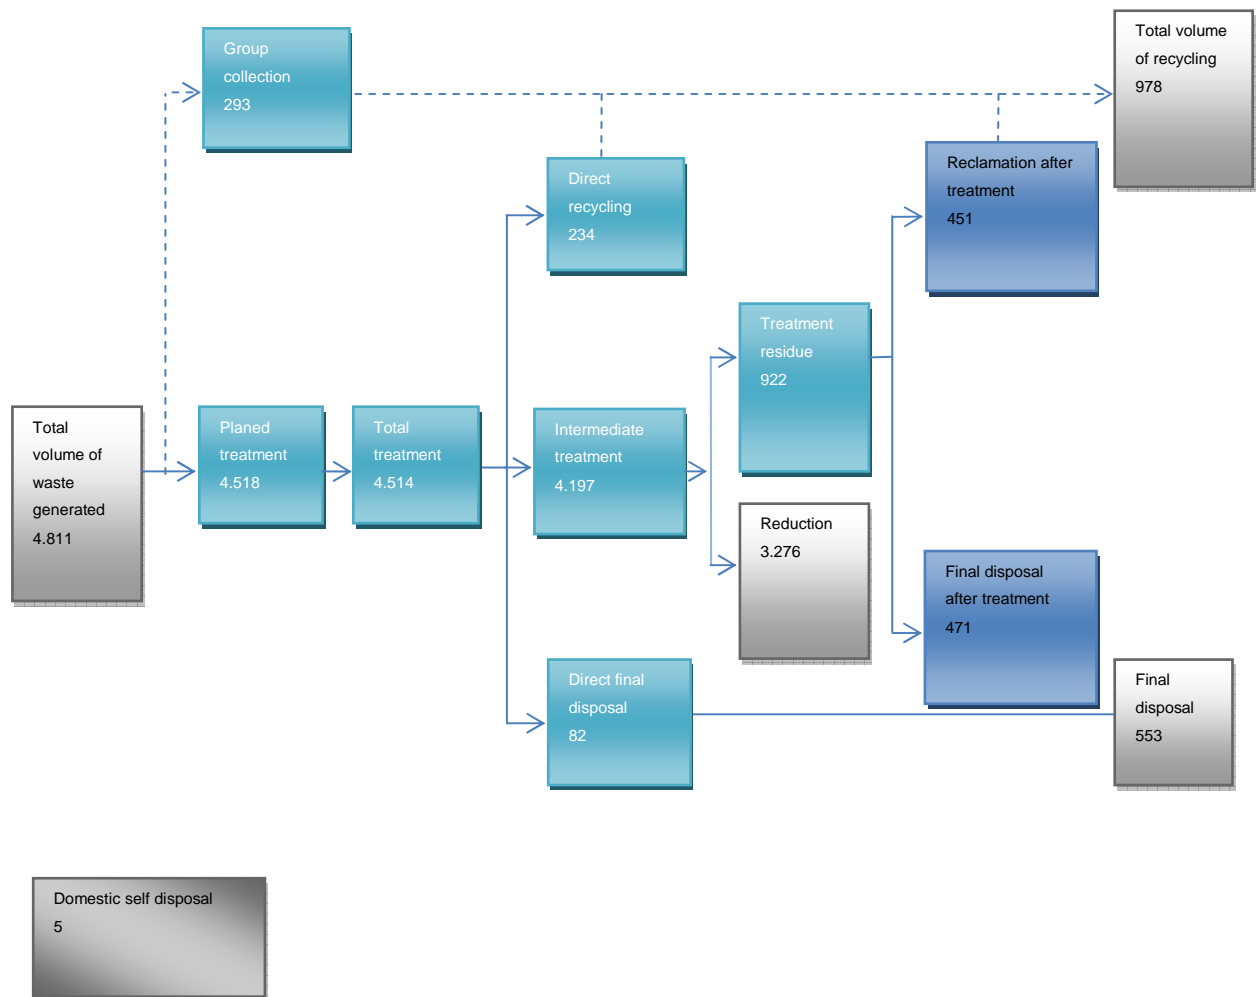 Group
collection
293
Total volume
of recycling
978
Direct
recycling
234
Reclamation after
treatment
451
Treatment
residue
922
Total
volume of
waste
generated
4.811
Planed
treatment
4.518
Total
treatment
4.514
Intermediate
treatment
4.197
Reduction
3.276
Final disposal
after treatment
471
Direct final
disposal
82
Final
disposal
553
Domestic self disposal
5